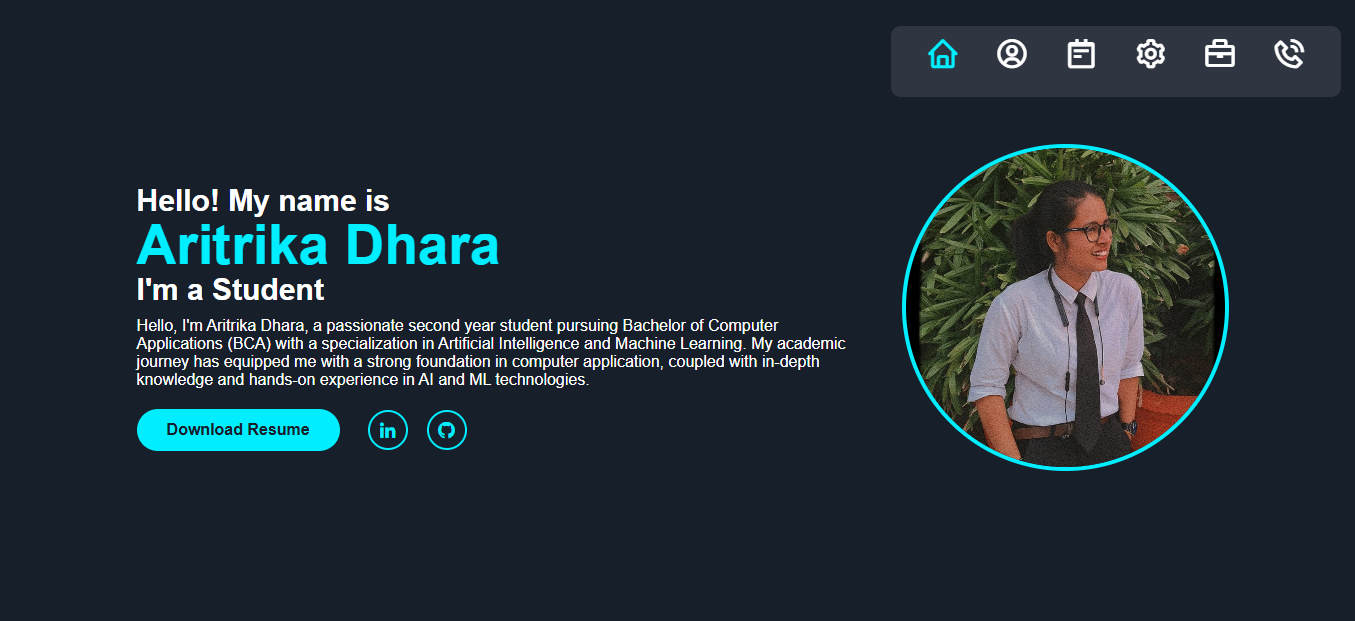 Hello! My name is
Aritrika Dhara
I'm a Student
Hello, I'm Aritrika Dhara, a passionate second year student pursuing Bachelor of Computer
Applications (BCA) with a specialization in Artificial Intelligence and Machine Learning. My academic
journey has equipped me with a strong foundation in computer application, coupled with in-depth
knowledge and hands-on experience in AI and ML technologies.
Download Resume
in